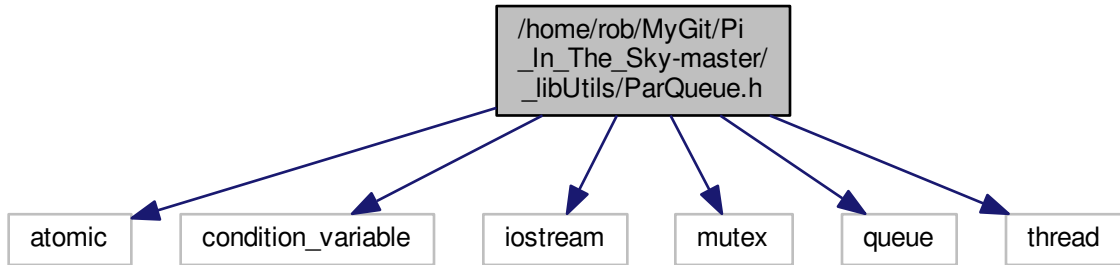 /home/rob/MyGit/Pi
_In_The_Sky-master/
_libUtils/ParQueue.h
atomic
condition_variable
iostream
mutex
queue
thread